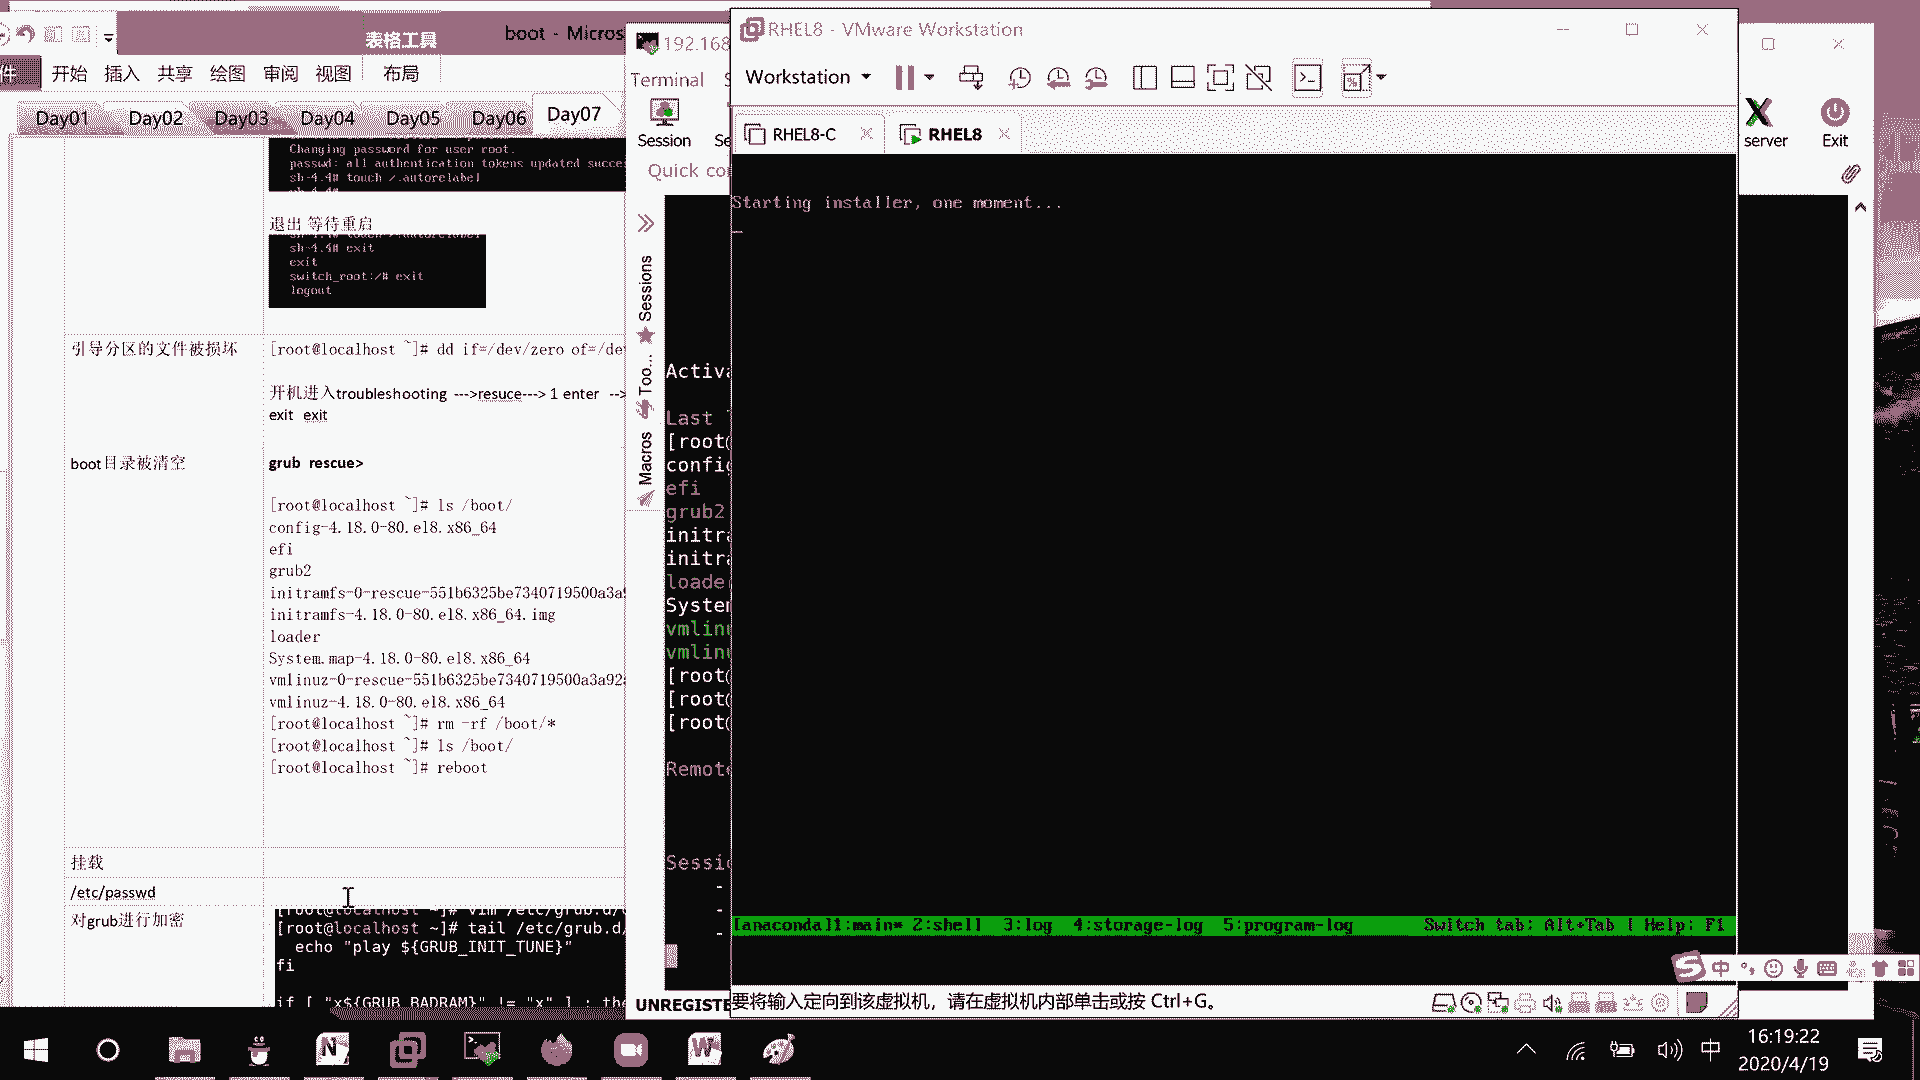 表格工具
boot - Micros
件 开始 插入 共享 绘图 审阅 视图 布局
Day01 Day02 Day03 Day04 Day05 Day06 Day07
Changing password for user root.
passwd: all authentication tokens updated succes
sh-4.4# touch /.autorelabel
退出 等待重启
sh-4.4# exit
exit
switch_root:/# exit
logout
引导分区的文件被损坏
[root@localhost ~]# dd if=/dev/zero of=/de
开机进入troubleshooting --->resuce---> 1 enter -->
exit exit
boot目录被清空
grub rescue>
[root@localhost ~]# ls /boot/
config-4.18.0-80.el8.x86_64
efi
grub2
initramfs-0-rescue-551b6325be7340719500a3a9
initramfs-4.18.0-80.el8.x86_64.img
loader
System.map-4.18.0-80.el8.x86_64
vmlinuz-0-rescue-551b6325be7340719500a3a92
vmlinuz-4.18.0-80.el8.x86_64
[root@localhost ~]# rm -rf /boot/*
[root@localhost ~]# ls /boot/
[root@localhost ~]# reboot
挂载
/etc/passwd
对grub进行加密
[root@localhost ~]# vim /etc/grub.d/
[root@localhost ~]# tail /etc/grub.d/
echo "play ${GRUB_INIT_TUNE}"
fi
if [ "x${GRUB_BADRAM}" != "x" ] ; the
192.168
Terminal S
Session Se
Quick co
Sessions
Too...
Macros
Activ
Last
[root@
config
efi
grub2
initra
initra
loade
System
vmlinu
vmlinu
[root@
[root@
[root@
Remot
Sessi
-
-
-
UNREGISTE
RHEL8 - VMware Workstation
Workstation
RHEL8-C RHEL8
Starting installer, one moment...
[anaconda]1:main* 2:shell 3:log 4:storage-log 5:program-log Switch tab: Alt+Tab | Help: F1
要将输入定向到该虚拟机，请在虚拟机内部单击或按 Ctrl+G。
X server Exit
中
中
16:19:22
2020/4/19